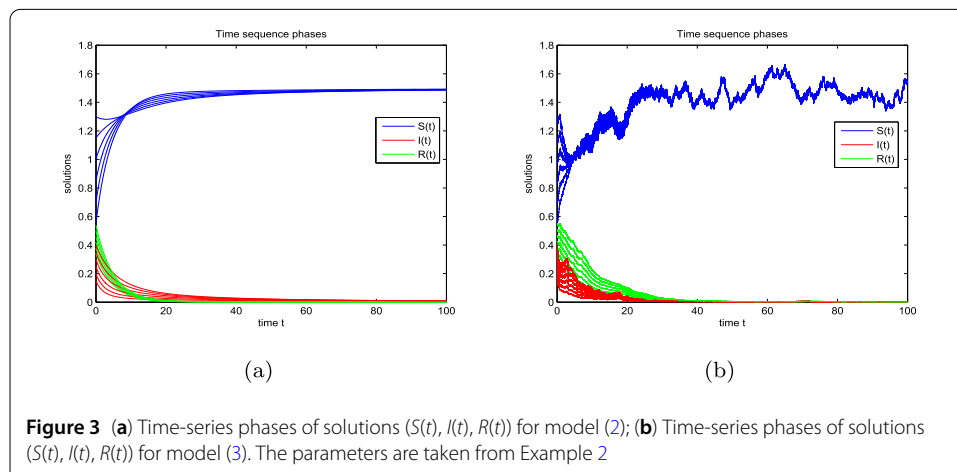 Time sequence phases
1.8
1.6
1.4
1.2
1
0.8
0.6
0.4
0.2
0
solutions
0 20 40 60 80 100
time t
S(t)
I(t)
R(t)
(a)
Time sequence phases
1.8
1.6
1.4
1.2
1
0.8
0.6
0.4
0.2
0
solutions
0 20 40 60 80 100
time t
S(t)
I(t)
R(t)
(b)
Figure 3 (a) Time-series phases of solutions (S(t), I(t), R(t)) for model (2); (b) Time-series phases of solutions
(S(t), I(t), R(t)) for model (3). The parameters are taken from Example 2